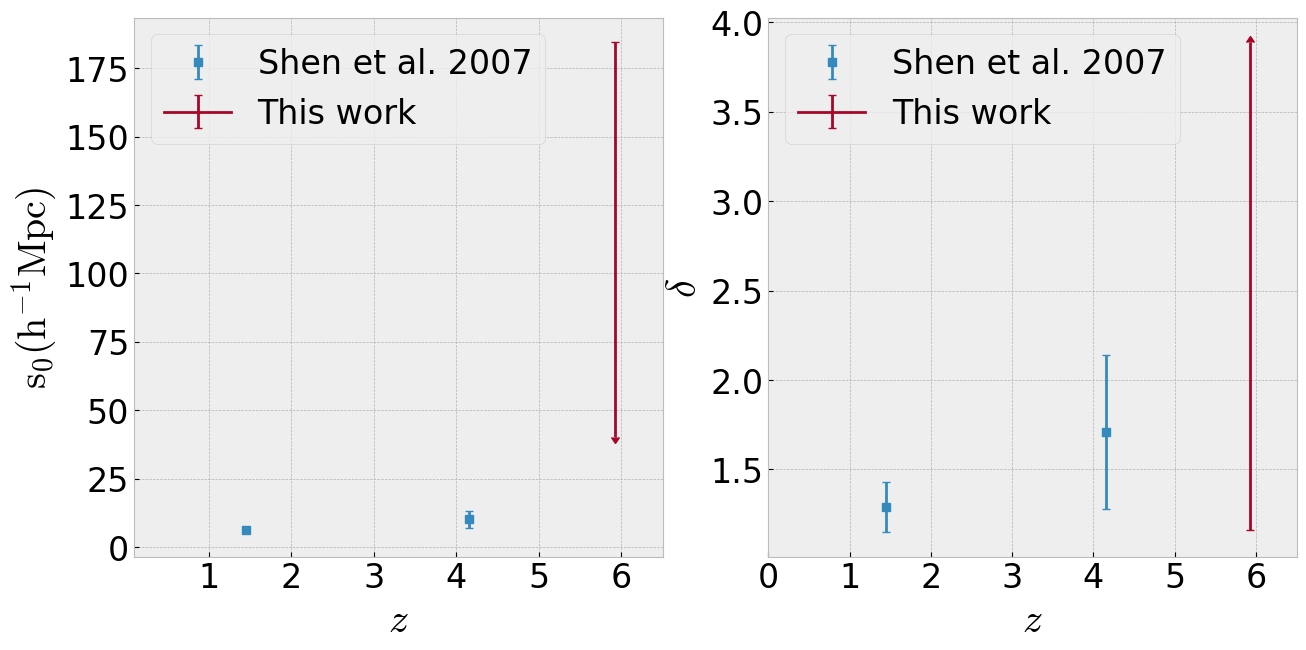 Shen et al. 2007
This work
175
150
125
100
75
50
25
0
s₀(h⁻¹Mpc)
1 2 3 4 5 6
z
Shen et al. 2007
This work
4.0
3.5
3.0
2.5
2.0
1.5
δ
0 1 2 3 4 5 6
z